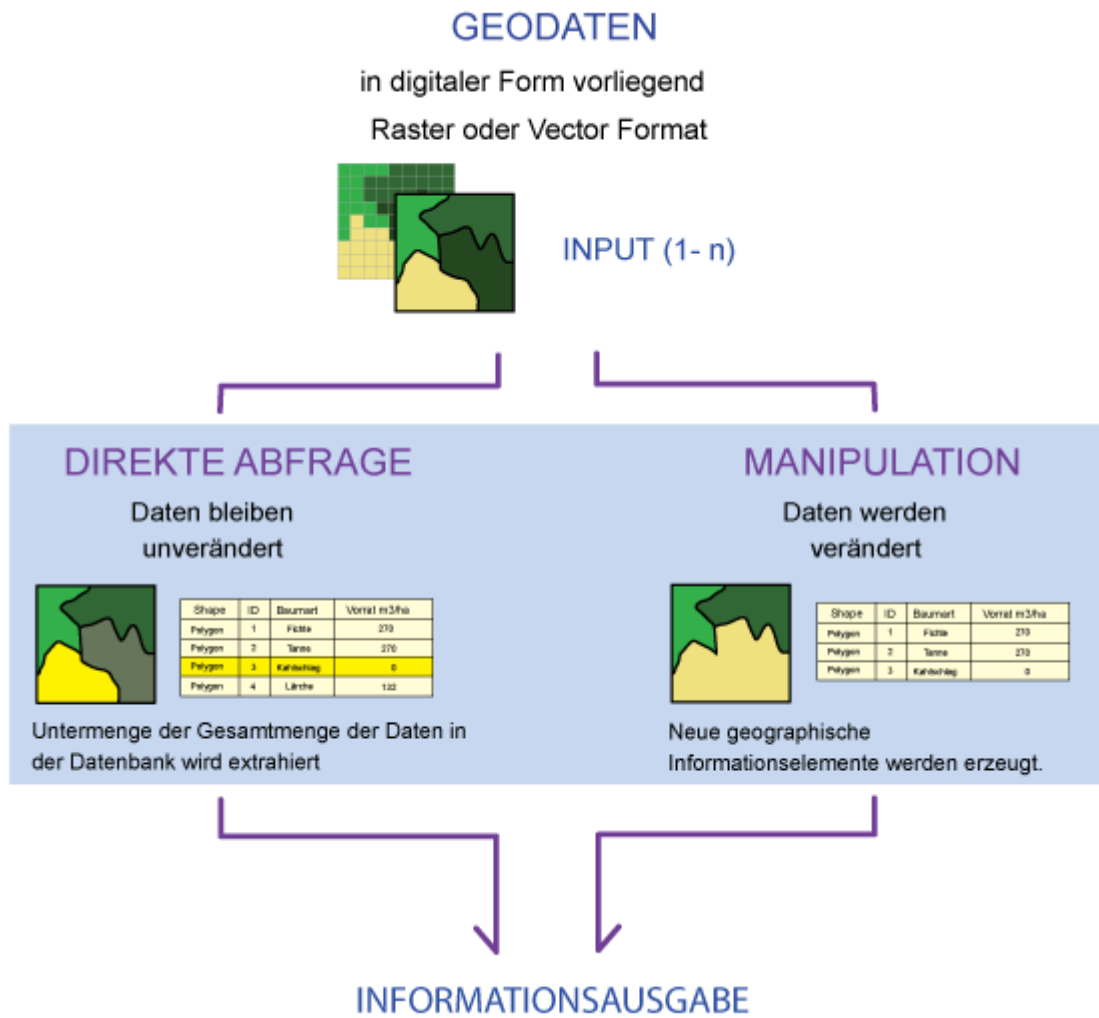 GEODATEN
in digitaler Form vorliegend
Raster oder Vector Format
INPUT (1- n)
DIREKTE ABFRAGE
Daten bleiben
unverändert
Shape ID Baumart Vorrat m3/ha
Polygon 1 Fichte 270
Polygon 2 Tanne 270
Polygon 3 Kahlschlag 0
Polygon 4 Lärche 132
Untermenge der Gesamtmenge der Daten in
der Datenbank wird extrahiert
MANIPULATION
Daten werden
verändert
Shape ID Baumart Vorrat m3/ha
Polygon 1 Fichte 270
Polygon 2 Tanne 270
Polygon 3 Kahlschlag 0
Neue geographische
Informationselemente werden erzeugt.
INFORMATIONSAUSGABE